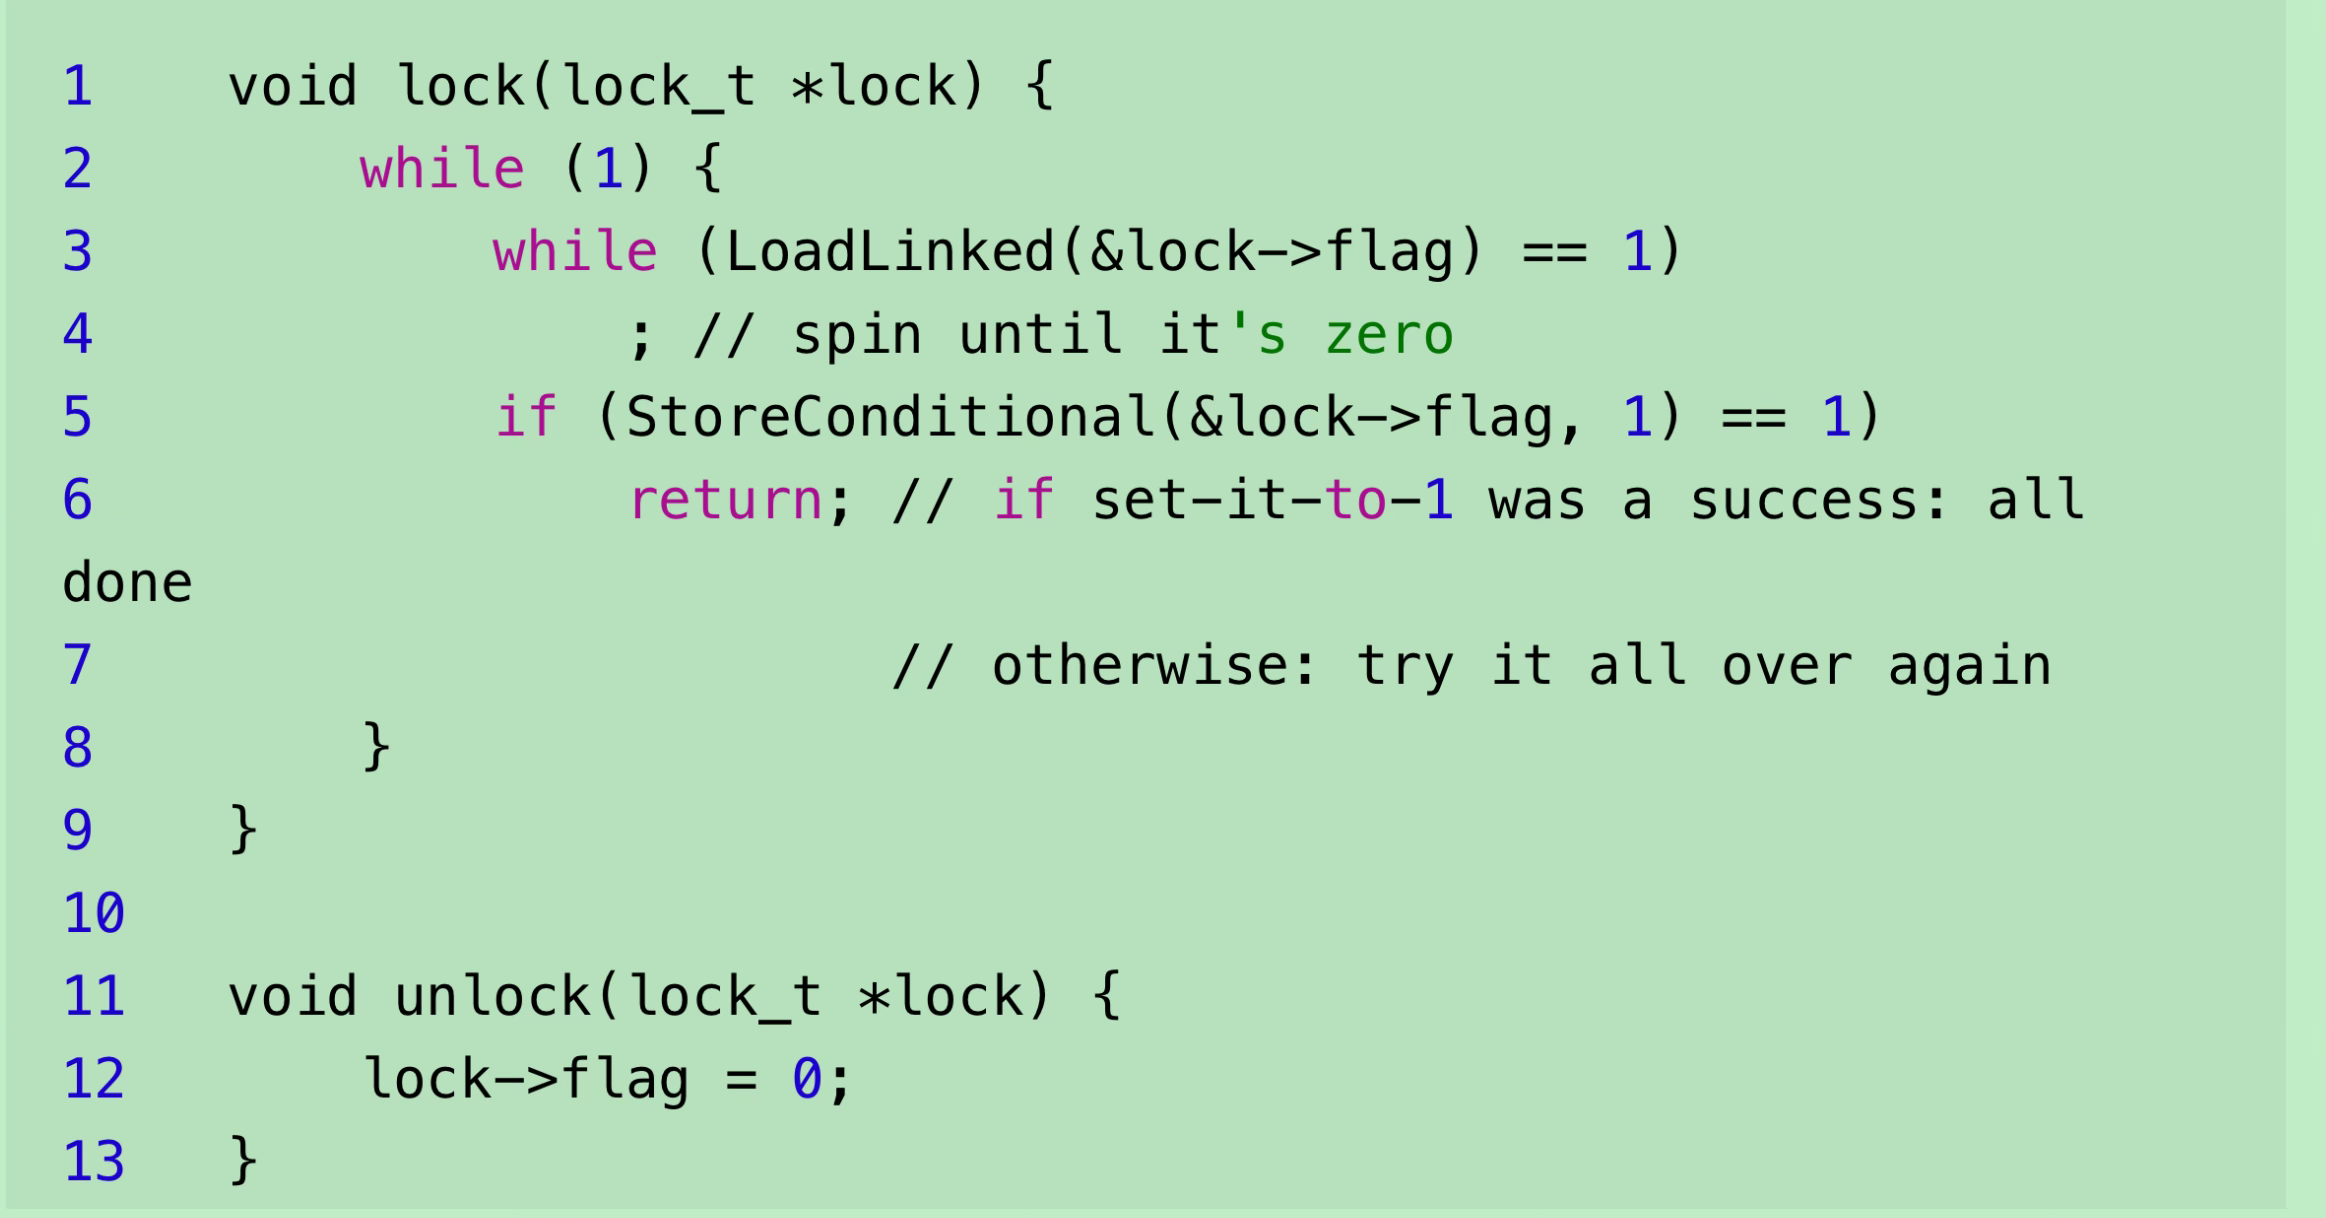 1    void lock(lock_t *lock) {
2        while (1) {
3            while (LoadLinked(&lock->flag) == 1)
4                ; // spin until it's zero
5            if (StoreConditional(&lock->flag, 1) == 1)
6                return; // if set-it-to-1 was a success: all
done
7                        // otherwise: try it all over again
8        }
9    }
10
11   void unlock(lock_t *lock) {
12       lock->flag = 0;
13   }